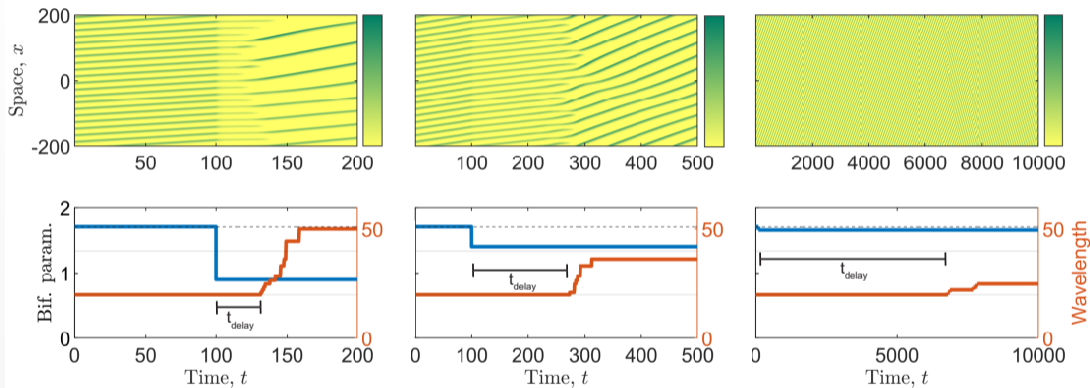 Space, x
200
0
-200
50 100 150 200
100 200 300 400 500
2000 4000 6000 8000 10000
Bif. param.
2
1
0
50
0
t_delay
0 50 100 150 200
Time, t
50
0
t_delay
0 100 200 300 400 500
Time, t
50
0
Wavelength
t_delay
0 5000 10000
Time, t